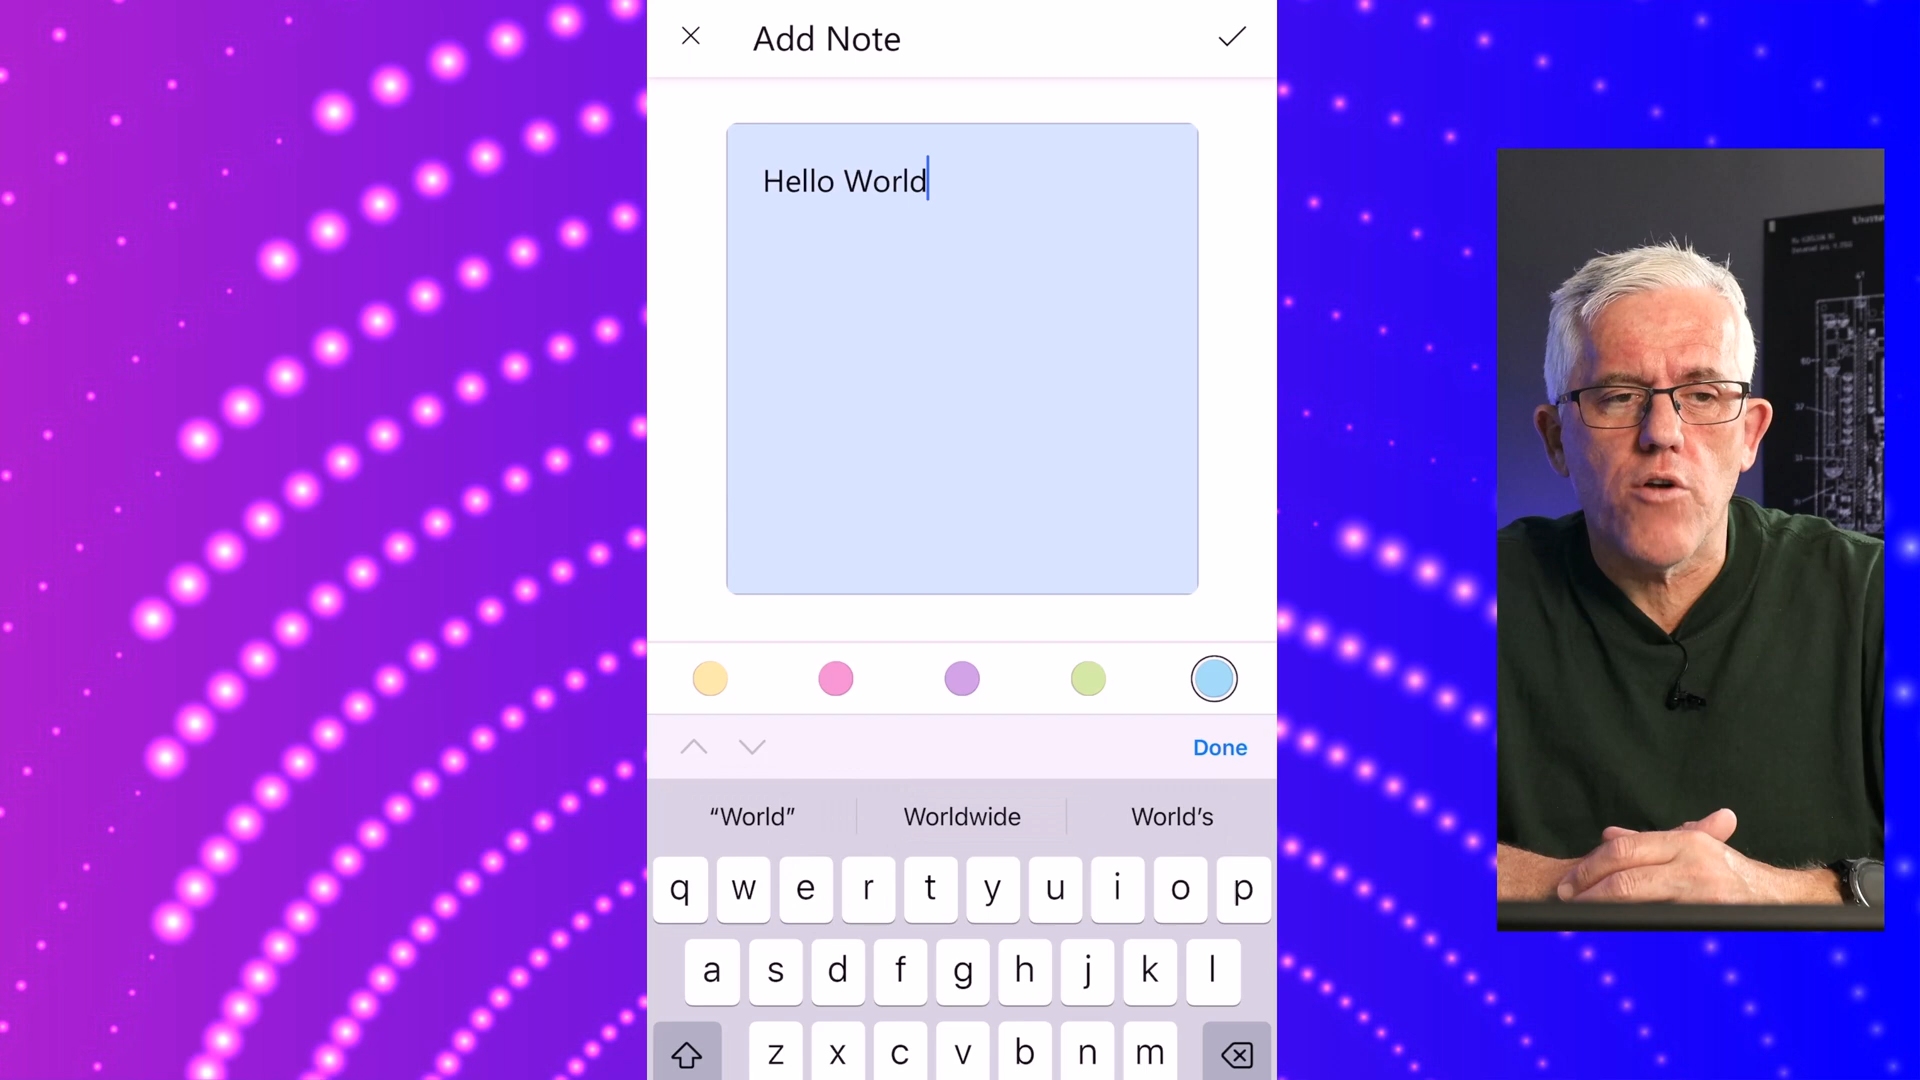 Add Note
Hello World
Done
“World” Worldwide World’s
q w e r t y u i o p
a s d f g h j k l
z x c v b n m